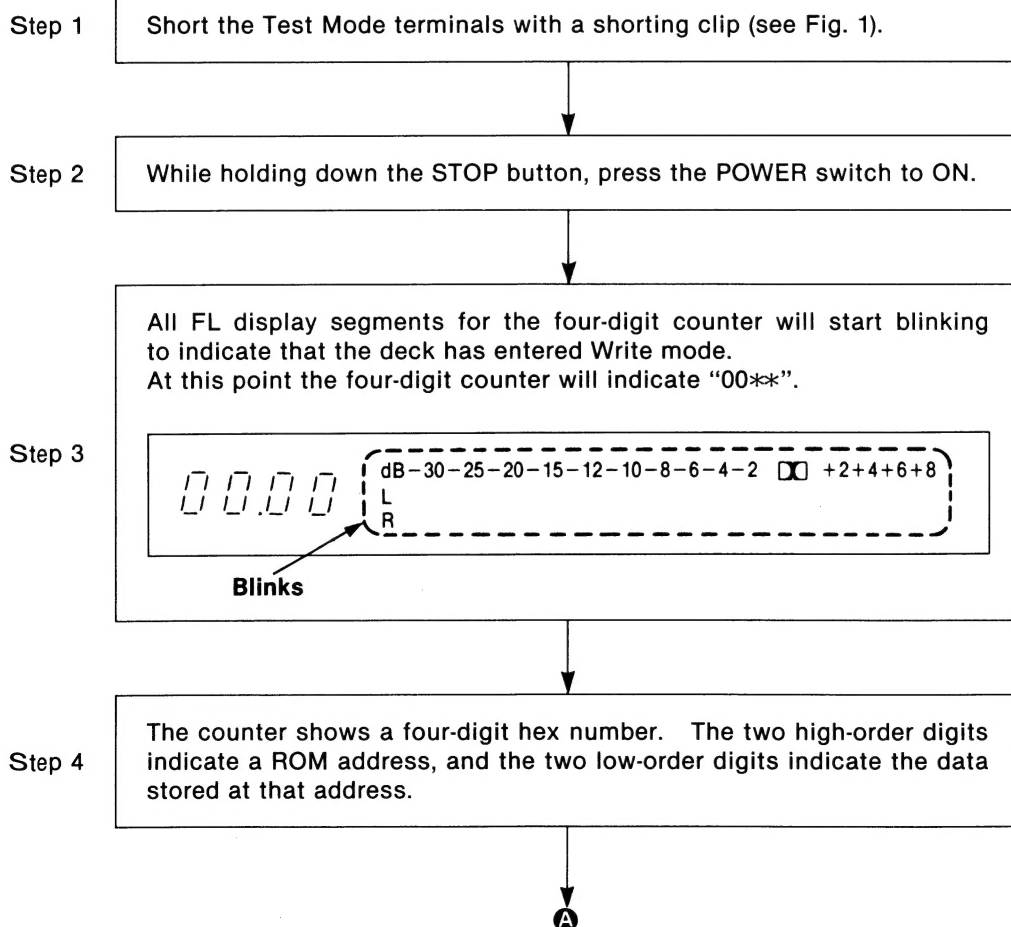 Step 1
Short the Test Mode terminals with a shorting clip (see Fig. 1).
Step 2
While holding down the STOP button, press the POWER switch to ON.
All FL display segments for the four-digit counter will start blinking
to indicate that the deck has entered Write mode.
At this point the four-digit counter will indicate “00**”.
Step 3
00.00
dB-30-25-20-15-12-10-8-6-4-2 +2+4+6+8
L
R
Blinks
Step 4
The counter shows a four-digit hex number. The two high-order digits
indicate a ROM address, and the two low-order digits indicate the data
stored at that address.
A